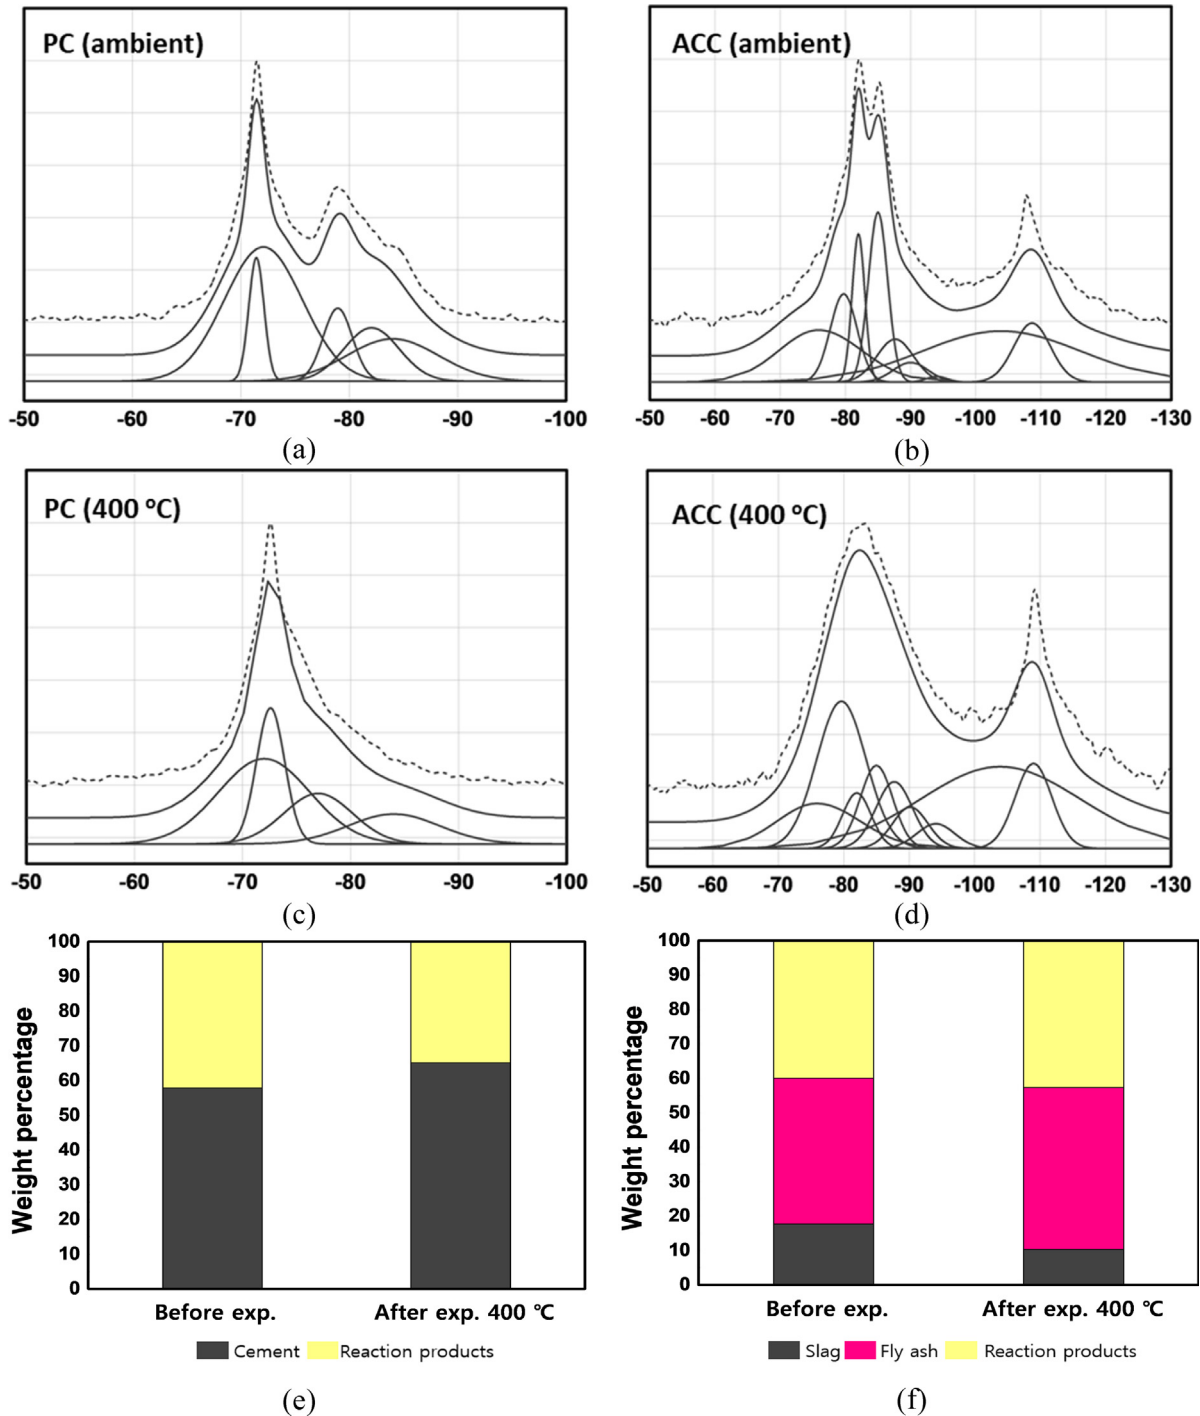 PC (ambient)
-50 -60 -70 -80 -90 -100
(a)
ACC (ambient)
-50 -60 -70 -80 -90 -100 -110 -120 -130
(b)
PC (400 °C)
-50 -60 -70 -80 -90 -100
(c)
ACC (400 °C)
-50 -60 -70 -80 -90 -100 -110 -120 -130
(d)
Weight percentage
100
90
80
70
60
50
40
30
20
10
0
Before exp. After exp. 400 ℃
Cement Reaction products
(e)
Weight percentage
100
90
80
70
60
50
40
30
20
10
0
Before exp. After exp. 400 ℃
Slag Fly ash Reaction products
(f)